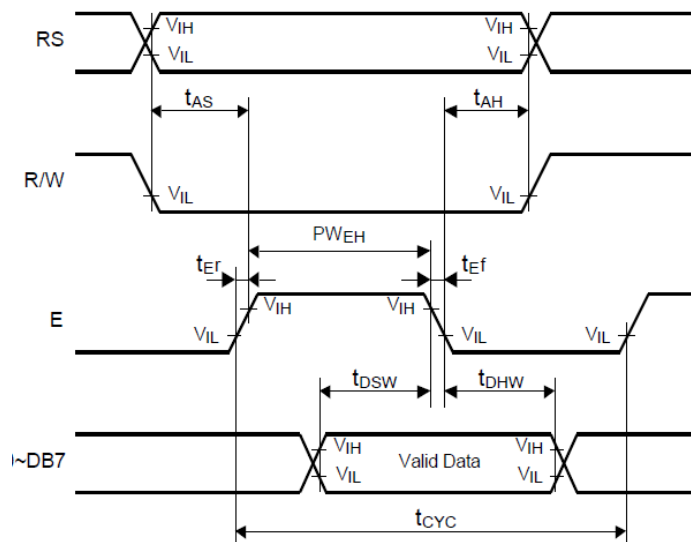 RS
VIH
VIL
VIH
VIL
tAS
tAH
R/W
VIL
VIL
PWEH
tEr
tEf
E
VIH
VIH
VIL
VIL
VIL
tDSW
tDHW
~DB7
VIH
VIL
Valid Data
VIH
VIL
tCYC